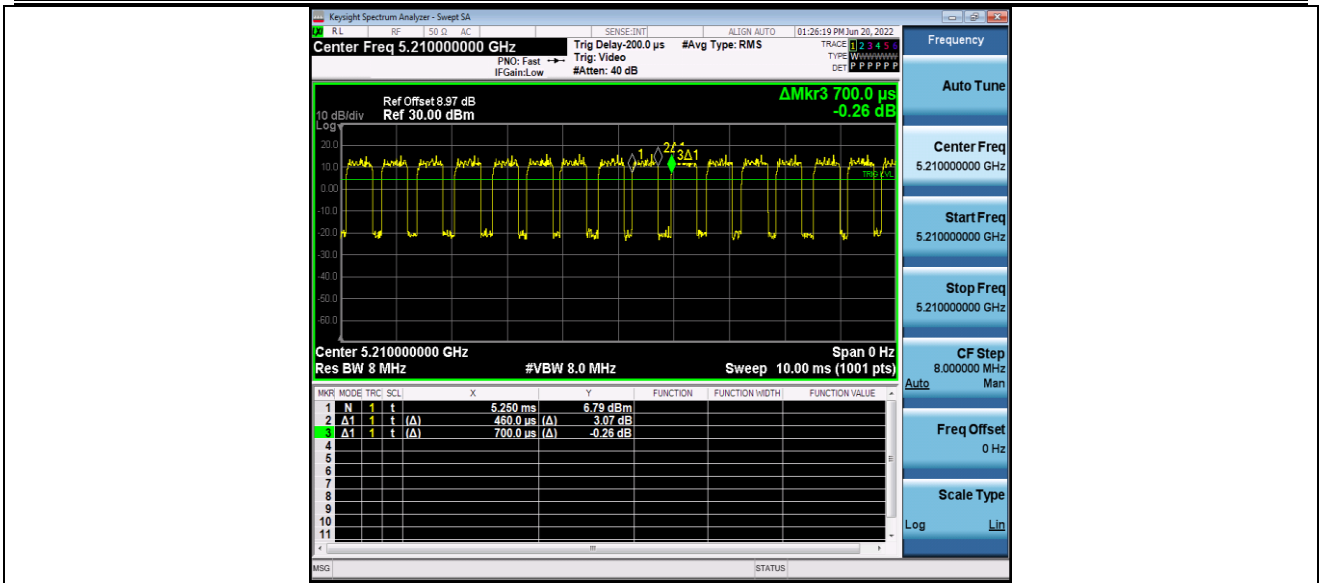 Keysight Spectrum Analyzer - Swept SA
RL RF 50 Ω AC SENSE:INT ALIGN AUTO 01:26:19 PM Jun 20, 2022
Center Freq 5.210000000 GHz
PNO: Fast
IFGain:Low
Trig Delay-200.0 µs
Trig: Video
#Atten: 40 dB
#Avg Type: RMS
TRACE 1 2 3 4 5 6
TYPE W
DET P P P P P P
Frequency
Auto Tune
Center Freq
5.210000000 GHz
Start Freq
5.210000000 GHz
Stop Freq
5.210000000 GHz
CF Step
8.000000 MHz
Auto Man
Freq Offset
0 Hz
Scale Type
Log Lin
ΔMkr3 700.0 µs
-0.26 dB
Ref Offset 8.97 dB
10 dB/div Ref 30.00 dBm
Log
20.0
10.0
0.00
-10.0
-20.0
-30.0
-40.0
-50.0
-60.0
1
2Δ1
3Δ1
TRIG LVL
Center 5.210000000 GHz Span 0 Hz
Res BW 8 MHz #VBW 8.0 MHz Sweep 10.00 ms (1001 pts)
MKR MODE TRC SCL X Y FUNCTION FUNCTION WIDTH FUNCTION VALUE
1 N 1 t 5.250 ms 6.79 dBm
2 Δ1 1 t (Δ) 460.0 µs (Δ) 3.07 dB
3 Δ1 1 t (Δ) 700.0 µs (Δ) -0.26 dB
4
5
6
7
8
9
10
11
MSG STATUS